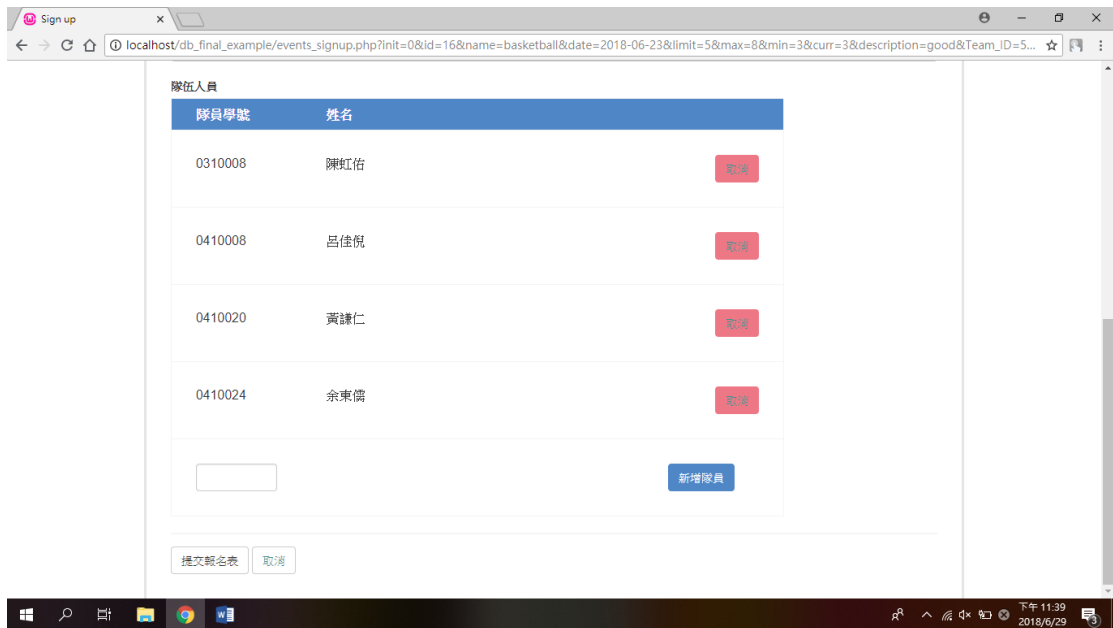 Sign up
localhost/db_final_example/events_signup.php?init=0&id=16&name=basketball&date=2018-06-23&limit=5&max=8&min=3&curr=3&description=good&Team_ID=5...
隊伍人員
隊員學號 姓名
0310008 陳虹佑 取消
0410008 呂佳倪 取消
0410020 黃謙仁 取消
0410024 余東儒 取消
新增隊員
提交報名表 取消
下午 11:39
2018/6/29
3